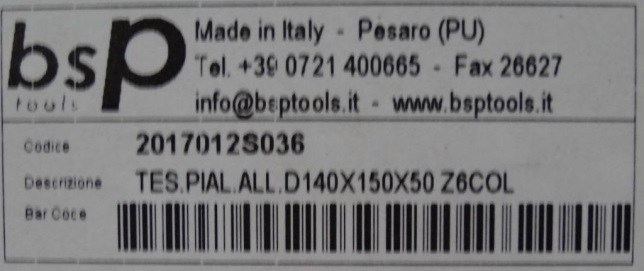 bsp
tools
Made in Italy - Pesaro (PU)
Tel. +39 0721 400665 - Fax 26627
info@bsptools.it - www.bsptools.it
Codice 2017012S036
Descrizione TES.PIAL.ALL.D140X150X50 Z6COL
Bar Coce